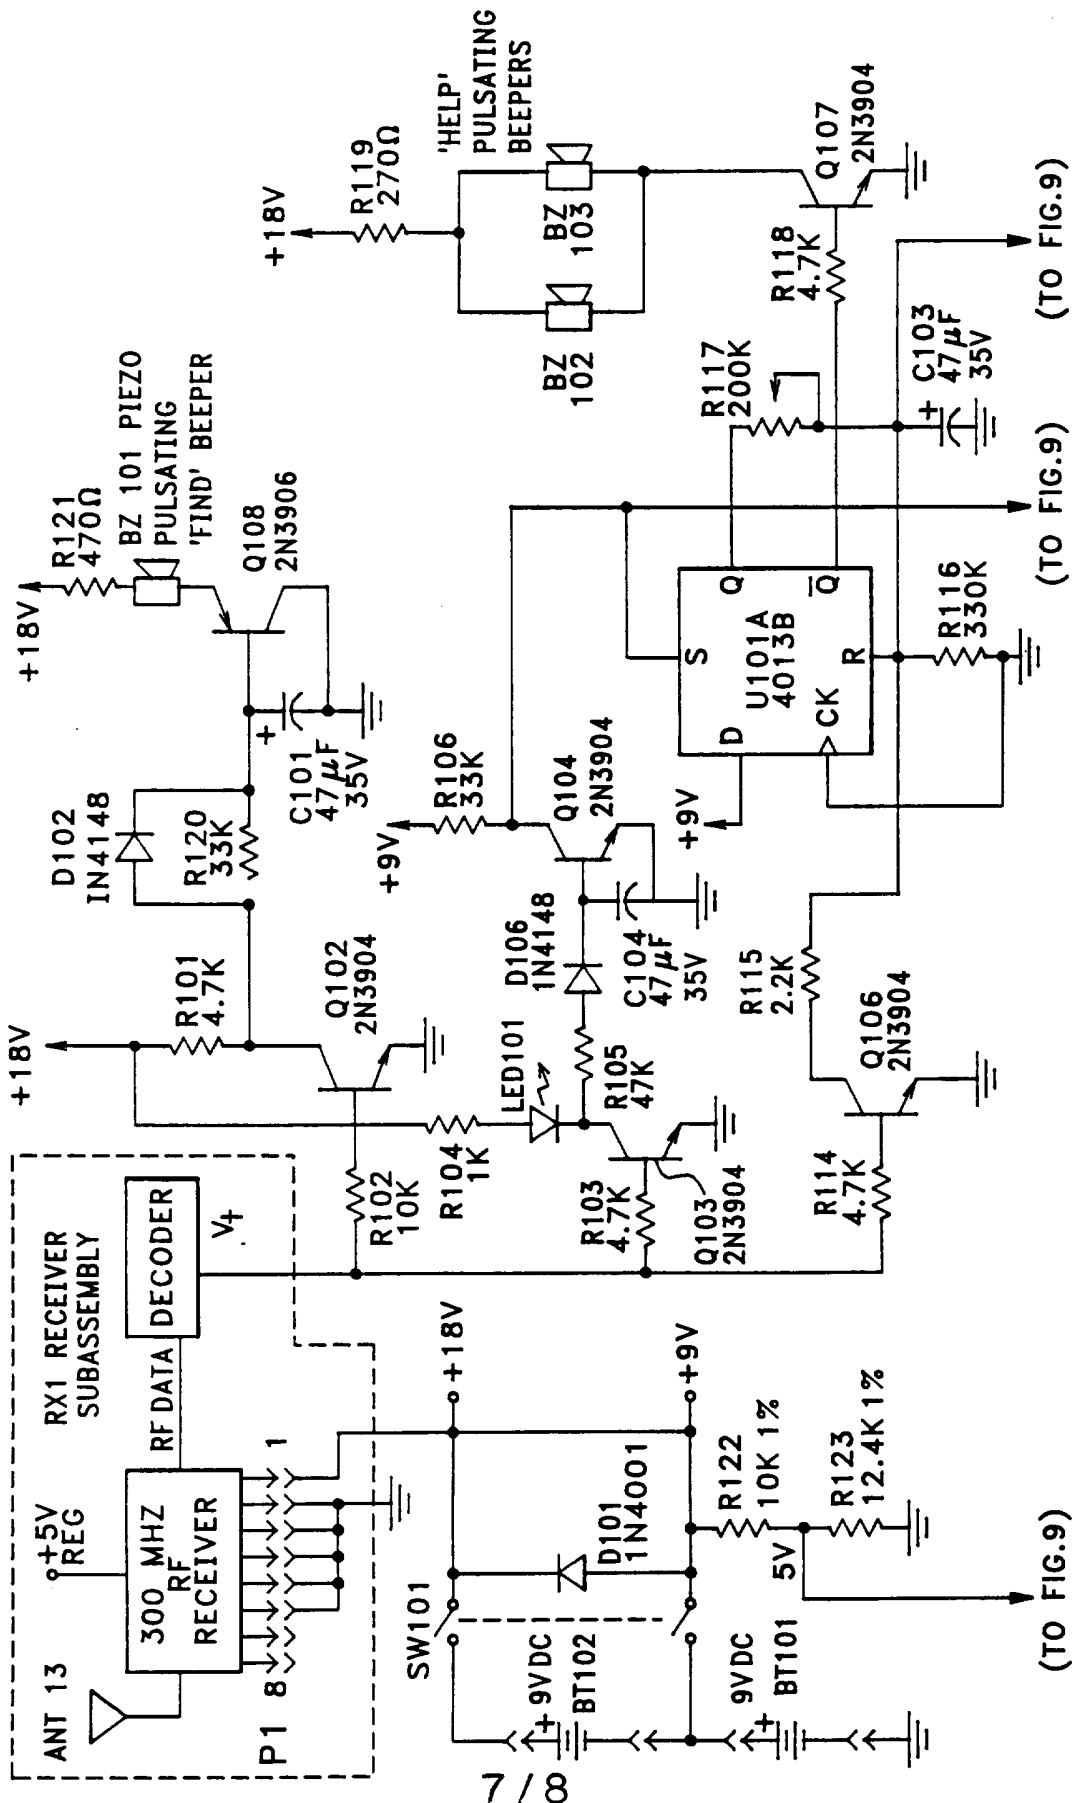 RX1 RECEIVER
SUBASSEMBLY
ANT 13
+5V
REG
300 MHZ
RF
RECEIVER
RF DATA
DECODER
V+
P1
8
1
+18V
R101
4.7K
D102
IN4148
R120
33K
+18V
R121
470Ω
BZ 101 PIEZO
PULSATING
'FIND' BEEPER
Q108
2N3906
C101
47µF
35V
+
+18V
R119
270Ω
'HELP'
PULSATING
BEEPERS
BZ
102
BZ
103
Q102
2N3904
R102
10K
R104
1K
LED101
R103
4.7K
Q103
2N3904
R105
47K
D106
1N4148
C104
47µF
35V
+
+9V
R106
33K
Q104
2N3904
+9V
D
S
CK
U101A
4013B
R
Q
Q̅
R117
200K
R118
4.7K
Q107
2N3904
C103
47µF
35V
+
R116
330K
R115
2.2K
Q106
2N3904
R114
4.7K
SW101
+18V
+9V
D101
1N4001
+
9VDC
BT102
+
9VDC
BT101
R122
10K 1%
5V
R123
12.4K 1%
(TO FIG.9)
(TO FIG.9)
(TO FIG.9)
7/8